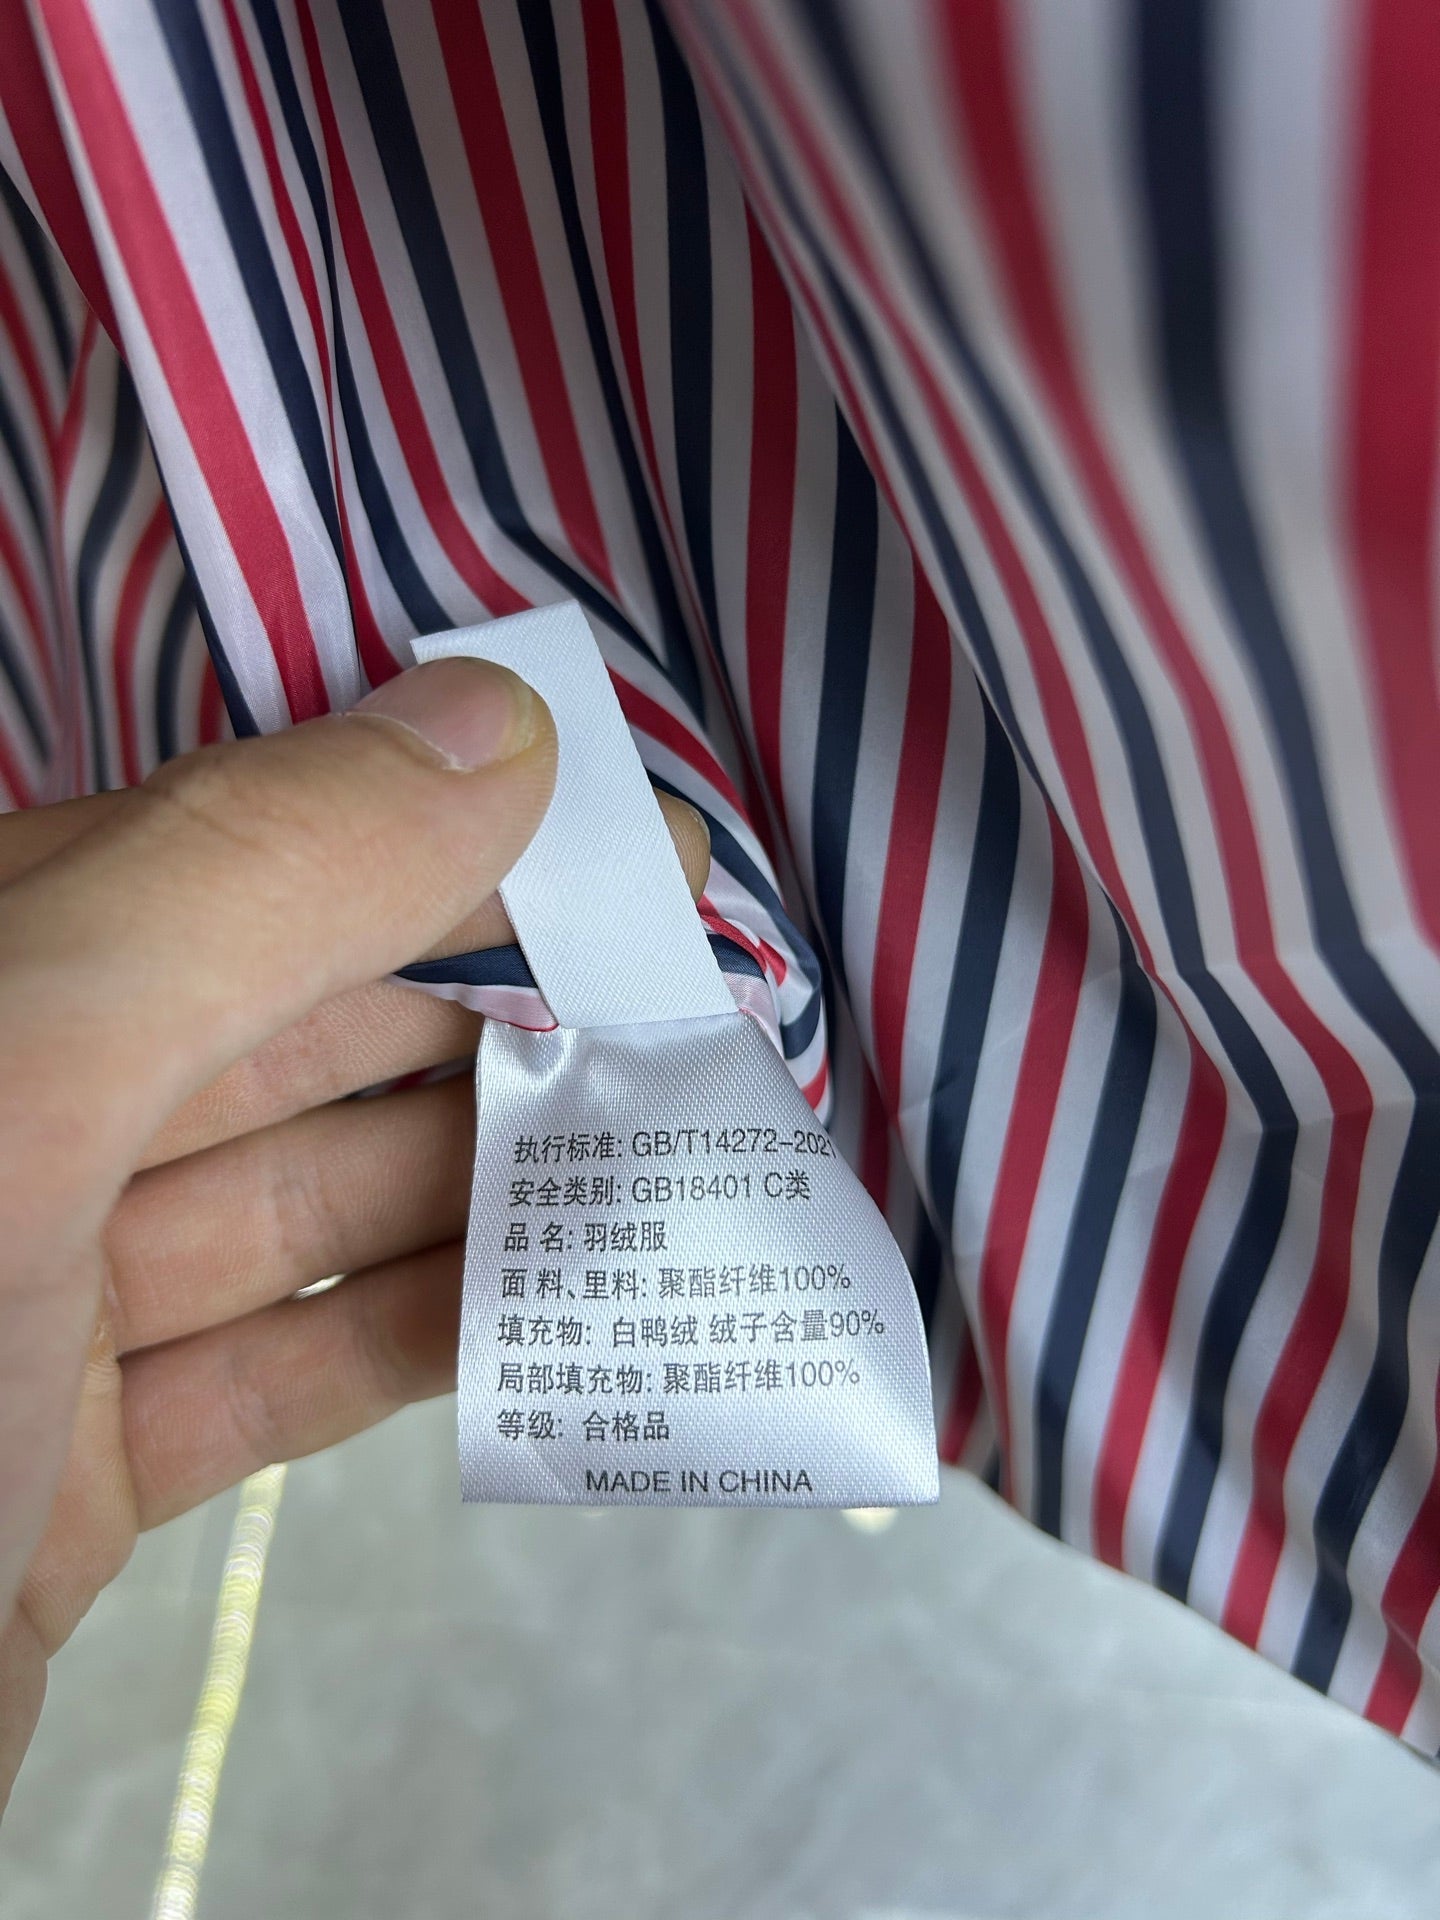 执行标准: GB/T14272-2021
安全类别: GB18401 C类
品 名: 羽绒服
面 料、里料: 聚酯纤维100%
填充物: 白鸭绒 绒子含量90%
局部填充物: 聚酯纤维100%
等级: 合格品
MADE IN CHINA